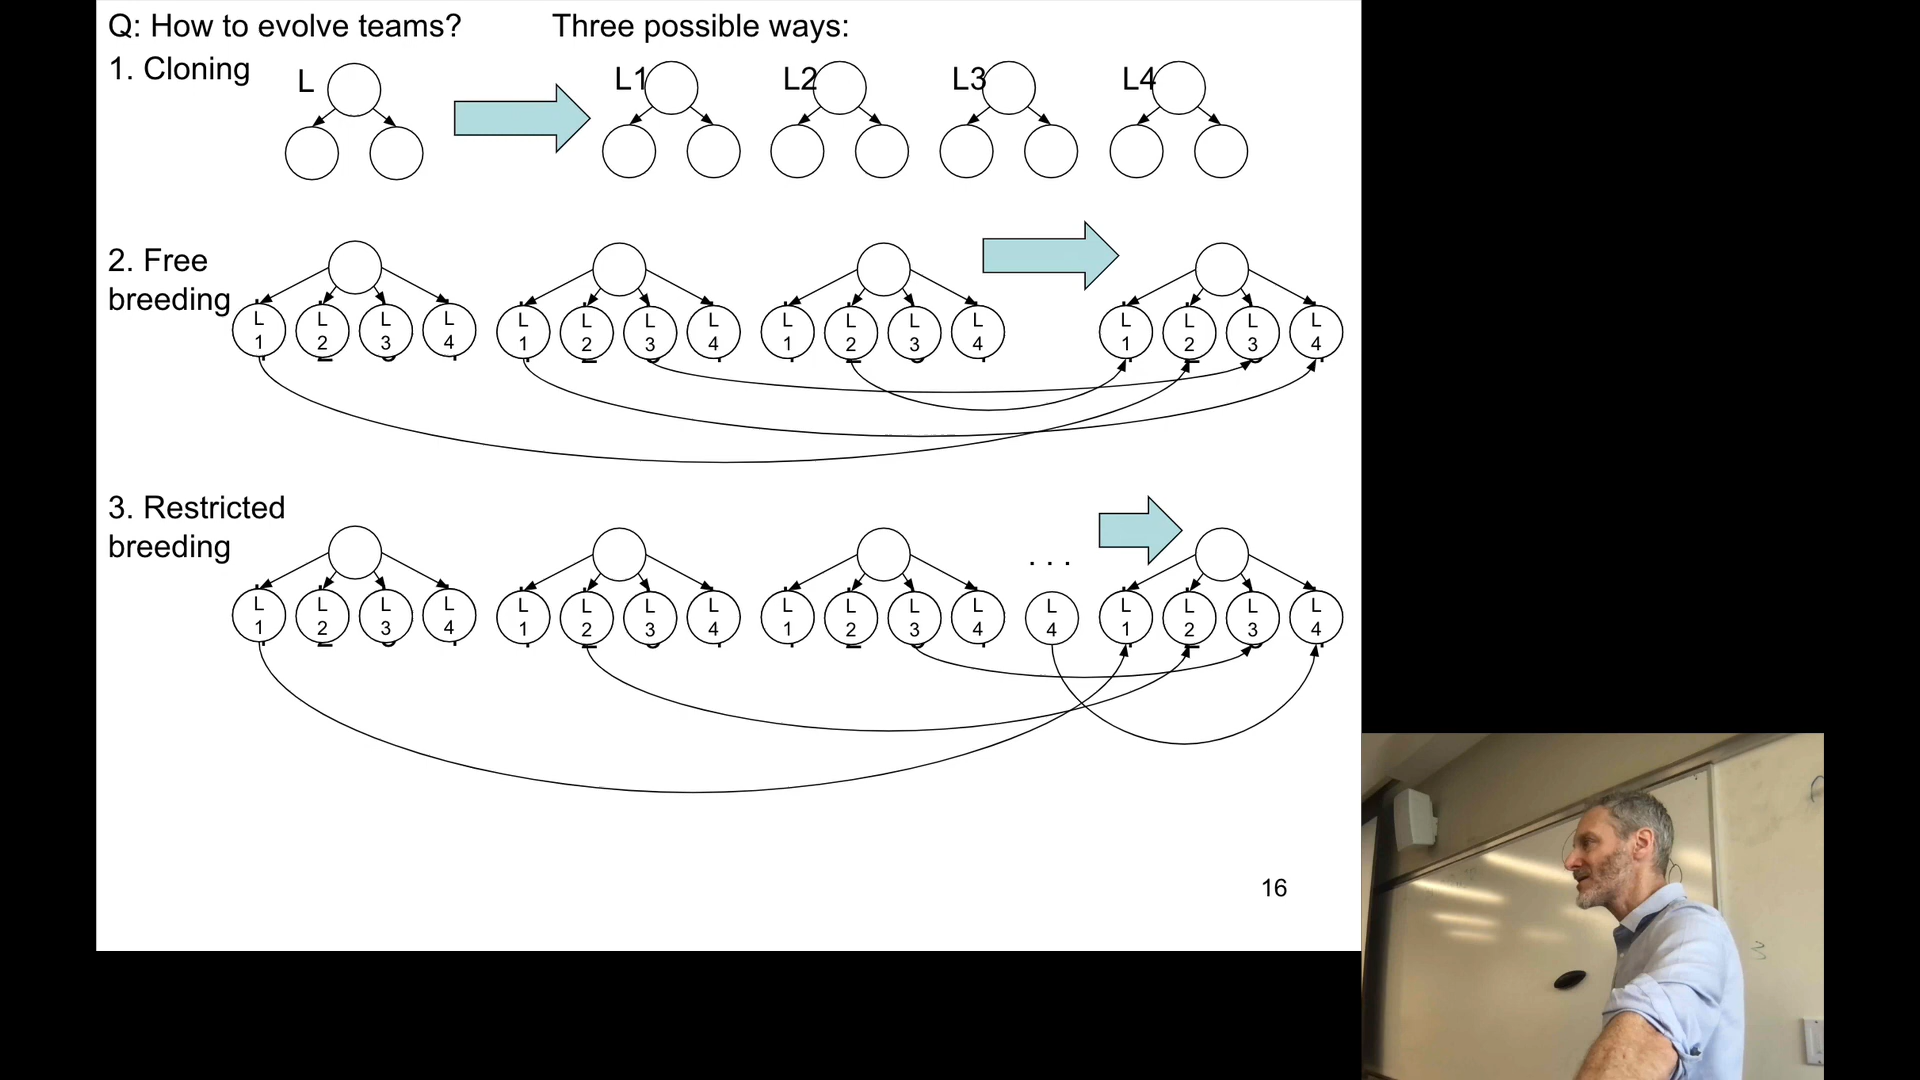 Q: How to evolve teams?
Three possible ways:
1. Cloning
L
L1
L2
L3
L4
2. Free
breeding
L 1
L 2
L 3
L 4
L 1
L 2
L 3
L 4
L 1
L 2
L 3
L 4
L 1
L 2
L 3
L 4
3. Restricted
breeding
. . .
L 1
L 2
L 3
L 4
L 1
L 2
L 3
L 4
L 1
L 2
L 3
L 4
L 4
L 1
L 2
L 3
L 4
16